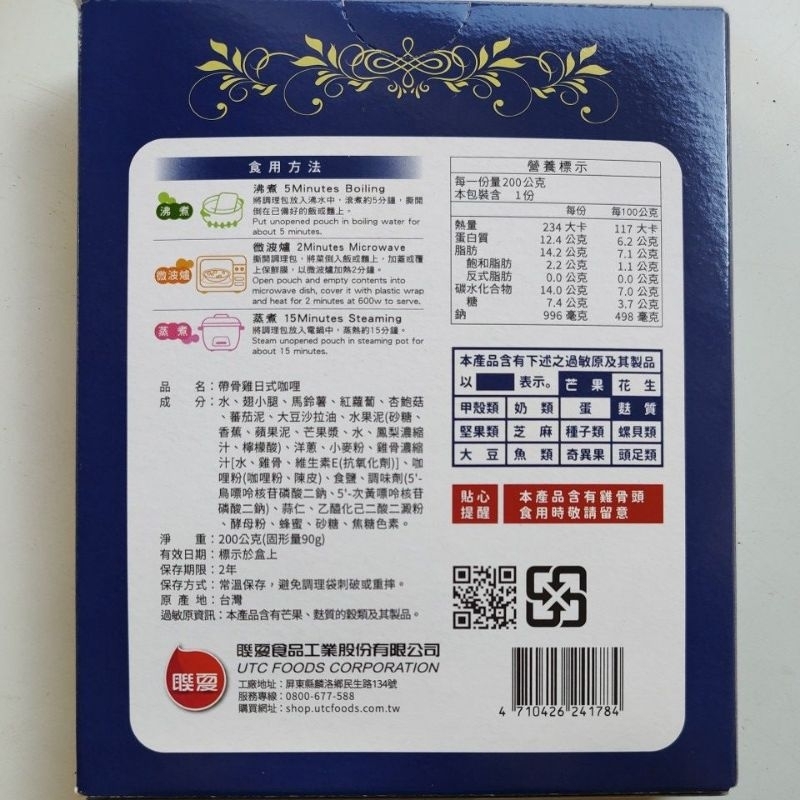 食用方法
沸煮
沸煮 5Minutes Boiling
將調理包放入沸水中，滾煮約5分鐘，撕開
倒在已備好的飯或麵上。
Put unopened pouch in boiling water for
about 5 minutes.
微波爐
微波爐 2Minutes Microwave
撕開調理包，將菜倒入飯或麵上，加蓋或覆
上保鮮膜，以微波爐加熱2分鐘。
Open pouch and empty contents into
microwave dish, cover it with plastic wrap
and heat for 2 minutes at 600w to serve.
蒸煮
蒸煮 15Minutes Steaming
將調理包放入電鍋中，蒸熱約15分鐘。
Steam unopened pouch in steaming pot for
about 15 minutes.
營養標示
每一份量200公克
本包裝含 1份
每份 每100公克
熱量 234 大卡 117 大卡
蛋白質 12.4 公克 6.2 公克
脂肪 14.2 公克 7.1 公克
飽和脂肪 2.2 公克 1.1 公克
反式脂肪 0.0 公克 0.0 公克
碳水化合物 14.0 公克 7.0 公克
糖 7.4 公克 3.7 公克
鈉 996 毫克 498 毫克
本產品含有下述之過敏原及其製品
以 表示。 芒果 花生
甲殼類 奶類 蛋 麩質
堅果類 芝麻 種子類 螺貝類
大豆 魚類 奇異果 頭足類
貼心
提醒
本產品含有雞骨頭
食用時敬請留意
品名：帶骨雞日式咖哩
成分：水、翅小腿、馬鈴薯、紅蘿蔔、杏鮑菇
、蕃茄泥、大豆沙拉油、水果泥(砂糖、
香蕉、蘋果泥、芒果漿、水、鳳梨濃縮
汁、檸檬酸)、洋蔥、小麥粉、雞骨濃縮
汁[水、雞骨、維生素E(抗氧化劑)]、咖
哩粉(咖哩粉、陳皮)、食鹽、調味劑(5'-
鳥嘌呤核苷磷酸二鈉、5'-次黃嘌呤核苷
磷酸二鈉)、蒜仁、乙醯化己二酸二澱粉
、酵母粉、蜂蜜、砂糖、焦糖色素。
淨重：200公克(固形量90g)
有效日期：標示於盒上
保存期限：2年
保存方式：常溫保存，避免調理袋刺破或重摔。
原產地：台灣
過敏原資訊：本產品含有芒果、麩質的穀類及其製品。
聯夏
聯夏食品工業股份有限公司
UTC FOODS CORPORATION
工廠地址：屏東縣麟洛鄉民生路134號
服務專線：0800-677-588
購買網址：shop.utcfoods.com.tw
4 710426 241784